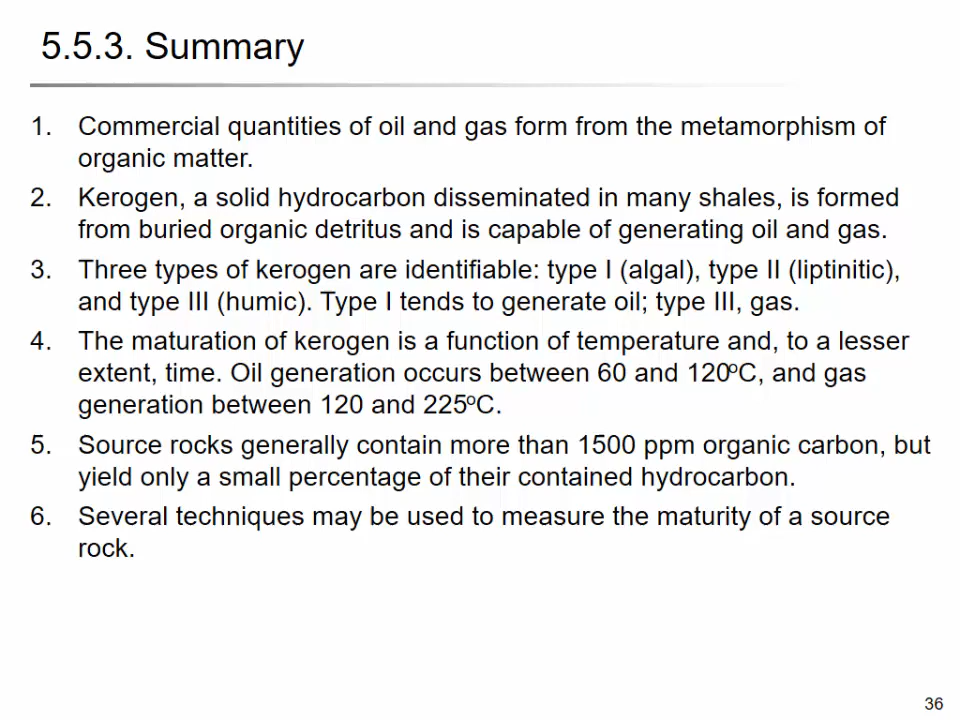 5.5.3. Summary
1. Commercial quantities of oil and gas form from the metamorphism of
organic matter.
2. Kerogen, a solid hydrocarbon disseminated in many shales, is formed
from buried organic detritus and is capable of generating oil and gas.
3. Three types of kerogen are identifiable: type I (algal), type II (liptinitic),
and type III (humic). Type I tends to generate oil; type III, gas.
4. The maturation of kerogen is a function of temperature and, to a lesser
extent, time. Oil generation occurs between 60 and 120ºC, and gas
generation between 120 and 225ºC.
5. Source rocks generally contain more than 1500 ppm organic carbon, but
yield only a small percentage of their contained hydrocarbon.
6. Several techniques may be used to measure the maturity of a source
rock.
36